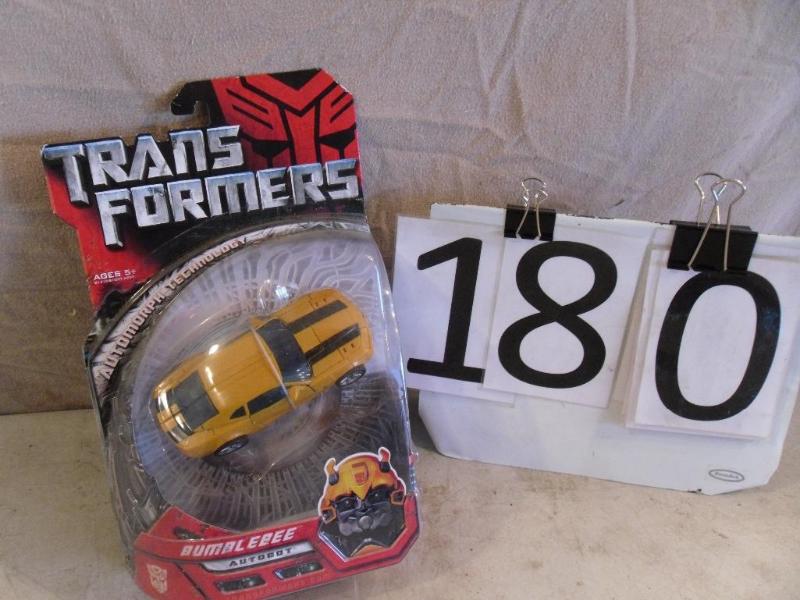 TRANS
FORMERS
AGES 5+
AUTOMORPH TECHNOLOGY
BUMBLEBEE
AUTOBOT
180